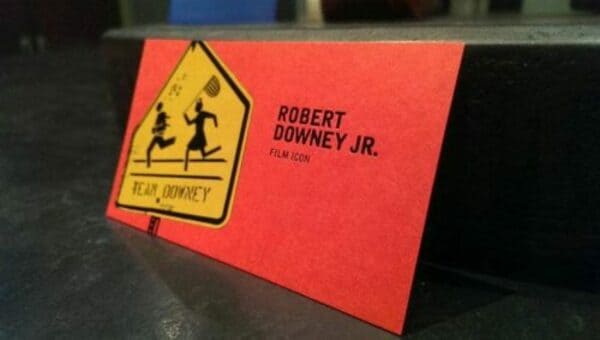 ROBERT
DOWNEY JR.
FILM ICON
TEAM DOWNEY